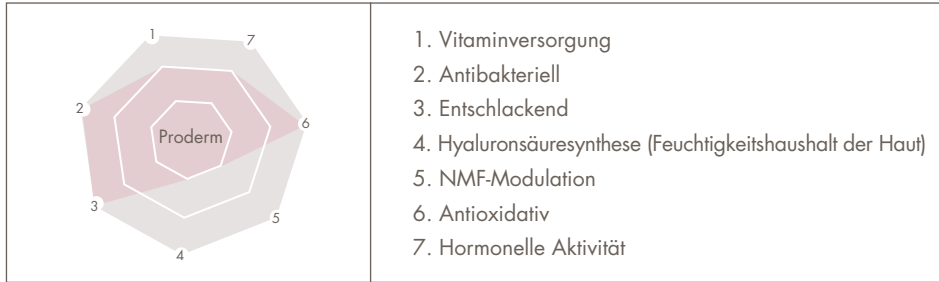 1
7
2
Proderm
6
3
5
4
1. Vitaminversorgung
2. Antibakteriell
3. Entschlackend
4. Hyaluronsäuresynthese (Feuchtigkeitshaushalt der Haut)
5. NMF-Modulation
6. Antioxidativ
7. Hormonelle Aktivität